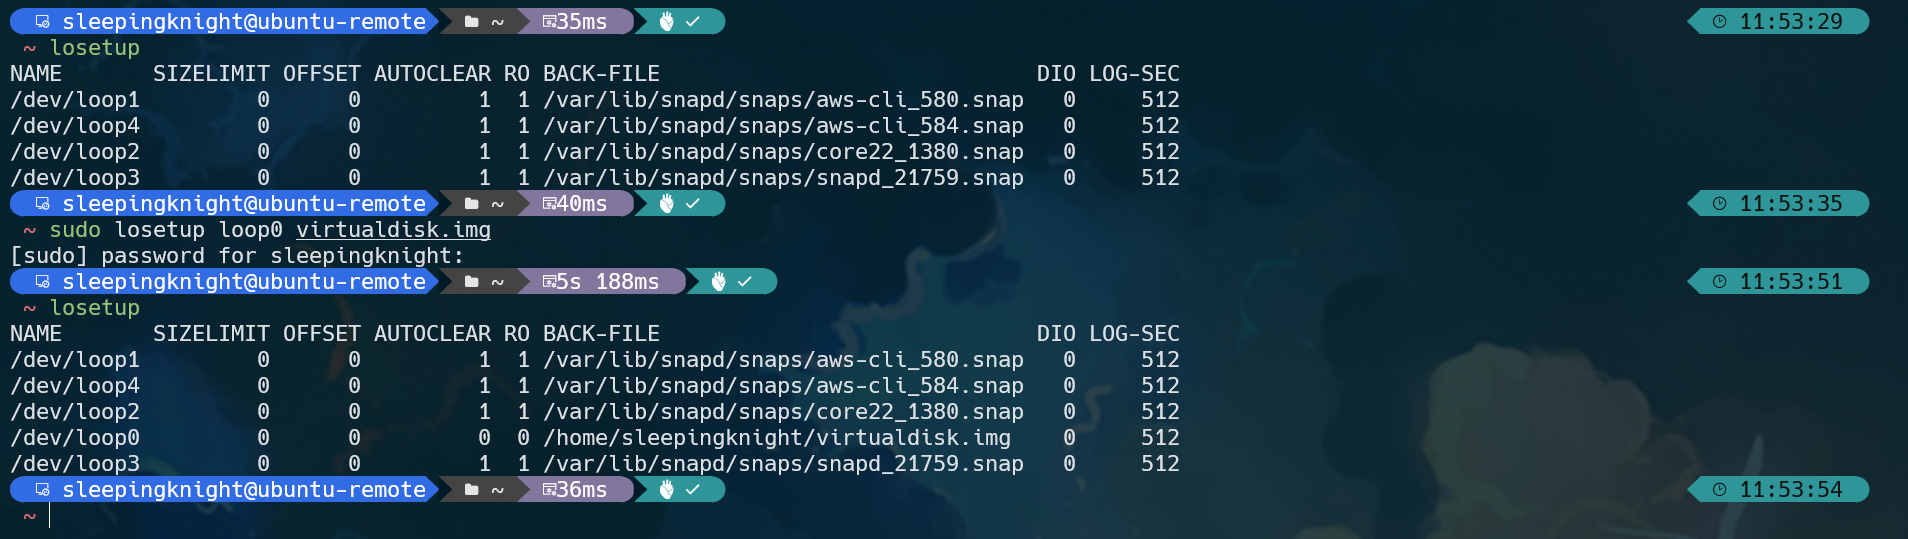 sleepingknight@ubuntu-remote ~ 35ms 11:53:29
~ losetup
NAME SIZELIMIT OFFSET AUTOCLEAR RO BACK-FILE DIO LOG-SEC
/dev/loop1 0 0 1 1 /var/lib/snapd/snaps/aws-cli_580.snap 0 512
/dev/loop4 0 0 1 1 /var/lib/snapd/snaps/aws-cli_584.snap 0 512
/dev/loop2 0 0 1 1 /var/lib/snapd/snaps/core22_1380.snap 0 512
/dev/loop3 0 0 1 1 /var/lib/snapd/snaps/snapd_21759.snap 0 512
sleepingknight@ubuntu-remote ~ 40ms 11:53:35
~ sudo losetup loop0 virtualdisk.img
[sudo] password for sleepingknight:
sleepingknight@ubuntu-remote ~ 5s 188ms 11:53:51
~ losetup
NAME SIZELIMIT OFFSET AUTOCLEAR RO BACK-FILE DIO LOG-SEC
/dev/loop1 0 0 1 1 /var/lib/snapd/snaps/aws-cli_580.snap 0 512
/dev/loop4 0 0 1 1 /var/lib/snapd/snaps/aws-cli_584.snap 0 512
/dev/loop2 0 0 1 1 /var/lib/snapd/snaps/core22_1380.snap 0 512
/dev/loop0 0 0 0 0 /home/sleepingknight/virtualdisk.img 0 512
/dev/loop3 0 0 1 1 /var/lib/snapd/snaps/snapd_21759.snap 0 512
sleepingknight@ubuntu-remote ~ 36ms 11:53:54
~